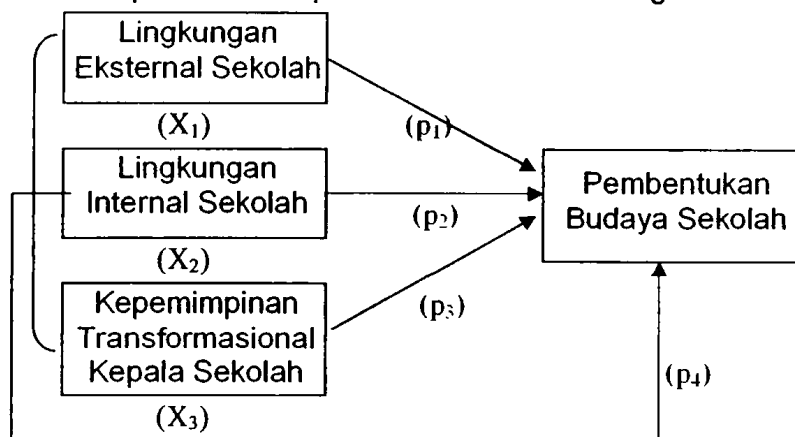 Lingkungan
Eksternal Sekolah
(X₁)
(p₁)
Lingkungan
Internal Sekolah
(X₂)
(p₂)
Pembentukan
Budaya Sekolah
Kepemimpinan
Transformasional
Kepala Sekolah
(X₃)
(p₃)
(p₄)